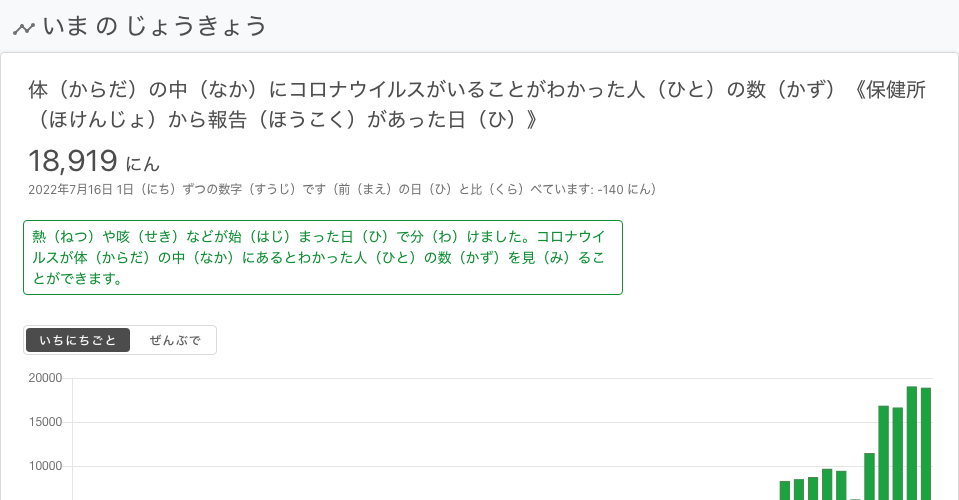 いま の じょうきょう
体（からだ）の中（なか）にコロナウイルスがいることがわかった人（ひと）の数（かず）《保健所
（ほけんじょ）から報告（ほうこく）があった日（ひ）》
18,919 にん
2022年7月16日 1日（にち）ずつの数字（すうじ）です（前（まえ）の日（ひ）と比（くら）べています: -140 にん）
熱（ねつ）や咳（せき）などが始（はじ）まった日（ひ）で分（わ）けました。コロナウイ
ルスが体（からだ）の中（なか）にあるとわかった人（ひと）の数（かず）を見（み）るこ
とができます。
いちにちごと ぜんぶで
20000
15000
10000